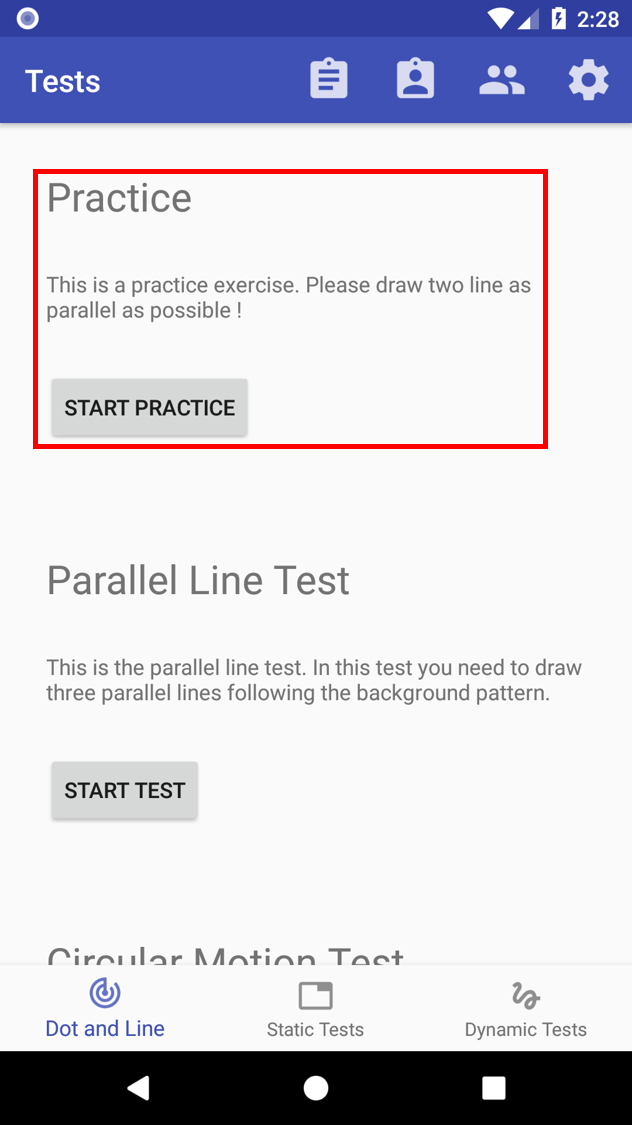 2:28
Tests
Practice
This is a practice exercise. Please draw two line as
parallel as possible !
START PRACTICE
Parallel Line Test
This is the parallel line test. In this test you need to draw
three parallel lines following the background pattern.
START TEST
Circular Motion Test
Dot and Line
Static Tests
Dynamic Tests